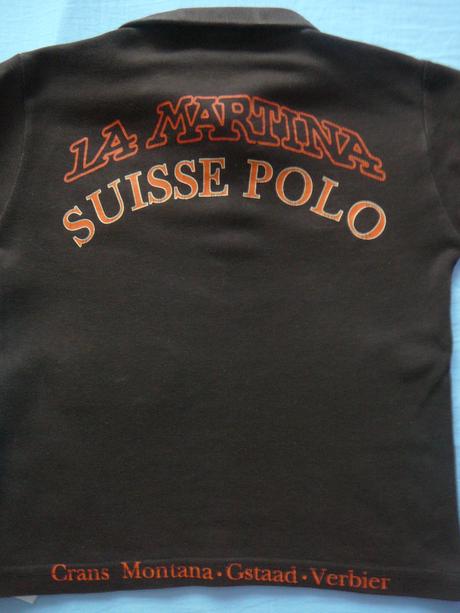 LA MARTINA
SUISSE POLO
Crans Montana • Gstaad • Verbier